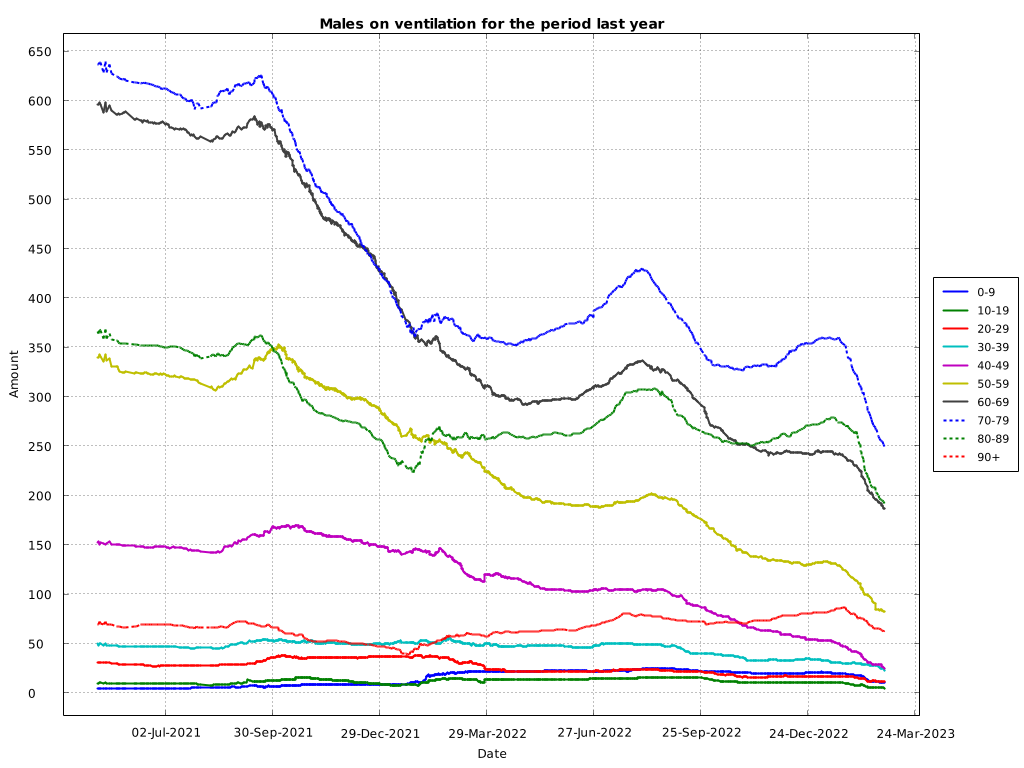 Males on ventilation for the period last year
650
600
550
500
450
400
350
300
250
200
150
100
50
0
Amount
02-Jul-2021
30-Sep-2021
29-Dec-2021
29-Mar-2022
27-Jun-2022
25-Sep-2022
24-Dec-2022
24-Mar-2023
Date
0-9
10-19
20-29
30-39
40-49
50-59
60-69
70-79
80-89
90+